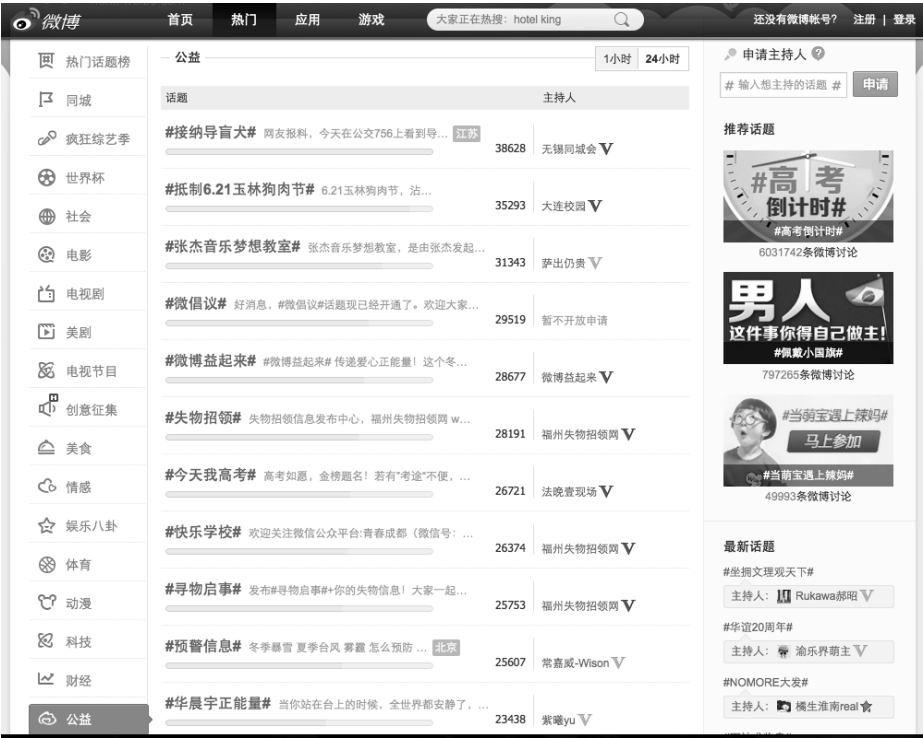 微博 首页 热门 应用 游戏 大家正在热搜：hotel king 还没有微博帐号？ 注册 | 登录
热门话题榜
同城
疯狂综艺季
世界杯
社会
电影
电视剧
美剧
电视节目
创意征集
美食
情感
娱乐八卦
体育
动漫
科技
财经
公益
公益 1小时 24小时
话题 主持人
#接纳导盲犬# 网友报料，今天在公交756上看到导... 江苏
38628 无锡同城会V
#抵制6.21玉林狗肉节# 6.21玉林狗肉节，沾...
35293 大连校园V
#张杰音乐梦想教室# 张杰音乐梦想教室，是由张杰发起...
31343 萨出仍贵V
#微倡议# 好消息，#微倡议#话题现已经开通了。欢迎大家...
29519 暂不开放申请
#微博益起来# #微博益起来# 传递爱心正能量！这个冬...
28677 微博益起来V
#失物招领# 失物招领信息发布中心，福州失物招领网 w...
28191 福州失物招领网V
#今天我高考# 高考如愿，金榜题名！若有"考途"不便，...
26721 法晚壹现场V
#快乐学校# 欢迎关注微信公众平台:青春成都（微信号：...
26374 福州失物招领网V
#寻物启事# 发布#寻物启事#+你的失物信息！大家一起...
25753 福州失物招领网V
#预警信息# 冬季暴雪 夏季台风 雾霾 怎么预防 ... 北京
25607 常嘉威-WisonV
#华晨宇正能量# 当你站在台上的时候，全世界都安静了，...
23438 紫曦yuV
申请主持人 ?
# 输入想主持的话题 # 申请
推荐话题
#高考
倒计时#
#高考倒计时#
6031742条微博讨论
男人
这件事你得自己做主!
#佩戴小国旗#
797265条微博讨论
#当萌宝遇上辣妈#
马上参加
#当萌宝遇上辣妈#
49993条微博讨论
最新话题
#坐拥文理观天下#
主持人： Rukawa郝昭V
#华谊20周年#
主持人： 渝乐界萌主V
#NOMORE大发#
主持人： 橘生淮南real